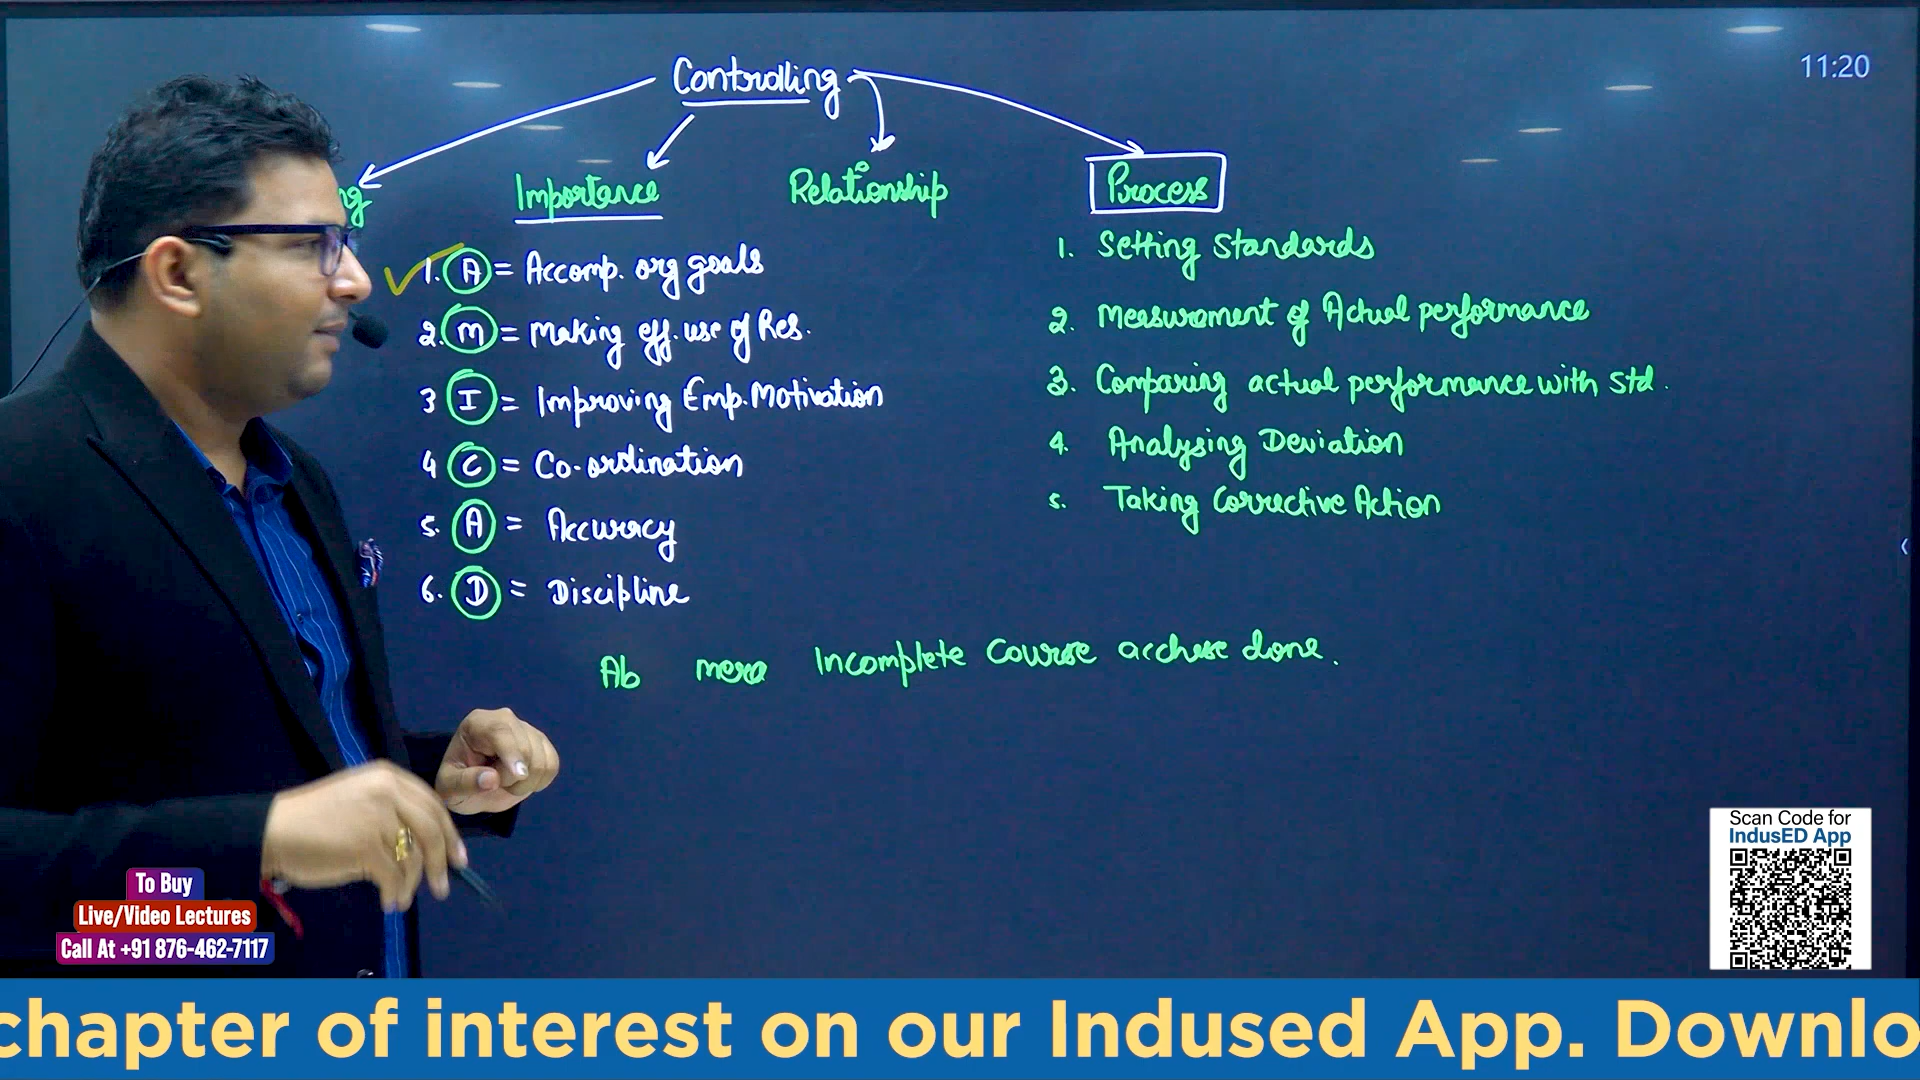 Controlling
11:20
Importance
Relationship
Process
1. A = Accomp. org goals
2. M = Making eff. use of Res.
3 I = Improving Emp. Motivation
4 C = Co-ordination
5. A = Accuracy
6. D = Discipline
1. Setting Standards
2. Measurement of Actual performance
3. Comparing actual performance with std.
4. Analysing Deviation
5. Taking Corrective Action
Ab mera Incomplete Course acchese done.
Scan Code for
IndusED App
To Buy
Live/Video Lectures
Call At +91 876-462-7117
chapter of interest on our Indused App. Downlo